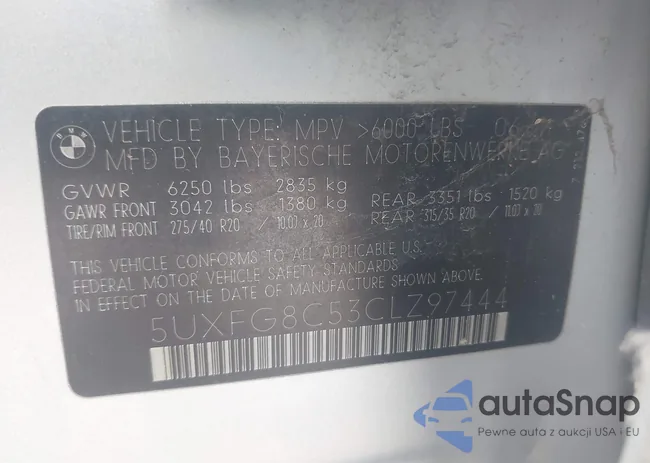 BMW
VEHICLE TYPE: MPV >6000 LBS
MFD BY BAYERISCHE MOTORENWERKE AG
GVWR 6250 lbs 2835 kg
GAWR FRONT 3042 lbs 1380 kg REAR 3351 lbs 1520 kg
TIRE/RIM FRONT 275/40 R20 / 10.0J x 20 REAR 315/35 R20 / 11.0J x 20
THIS VEHICLE CONFORMS TO ALL APPLICABLE U.S.
FEDERAL MOTOR VEHICLE SAFETY STANDARDS
IN EFFECT ON THE DATE OF MANUFACTURE SHOWN ABOVE.
5UXFG8C53CLZ97444
autaSnap
Pewne auta z aukcji USA i EU